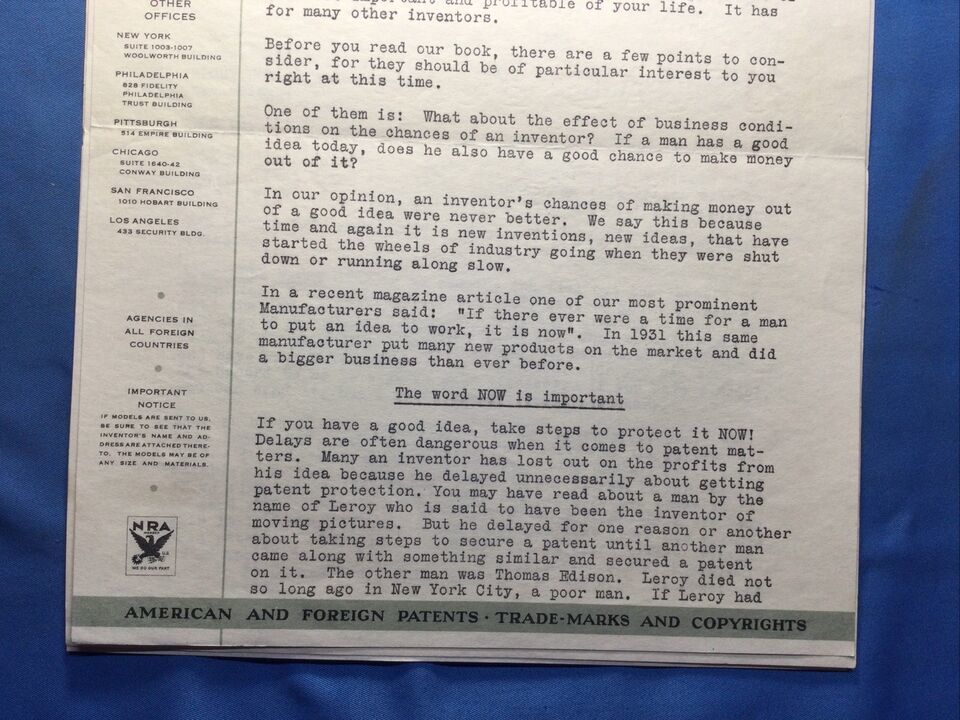 OTHER
OFFICES
NEW YORK
SUITE 1003-1007
WOOLWORTH BUILDING
PHILADELPHIA
828 FIDELITY
PHILADELPHIA
TRUST BUILDING
PITTSBURGH
514 EMPIRE BUILDING
CHICAGO
SUITE 1640-42
CONWAY BUILDING
SAN FRANCISCO
1010 HOBART BUILDING
LOS ANGELES
433 SECURITY BLDG.
AGENCIES IN
ALL FOREIGN
COUNTRIES
IMPORTANT
NOTICE
IF MODELS ARE SENT TO US,
BE SURE TO SEE THAT THE
INVENTOR'S NAME AND AD-
DRESS ARE ATTACHED THERE-
TO. THE MODELS MAY BE OF
ANY SIZE AND MATERIALS.
NRA
MEMBER
U.S.
WE DO OUR PART
important and profitable of your life. It has
for many other inventors.
Before you read our book, there are a few points to con-
sider, for they should be of particular interest to you
right at this time.
One of them is: What about the effect of business condi-
tions on the chances of an inventor? If a man has a good
idea today, does he also have a good chance to make money
out of it?
In our opinion, an inventor's chances of making money out
of a good idea were never better. We say this because
time and again it is new inventions, new ideas, that have
started the wheels of industry going when they were shut
down or running along slow.
In a recent magazine article one of our most prominent
Manufacturers said: "If there ever were a time for a man
to put an idea to work, it is now". In 1931 this same
manufacturer put many new products on the market and did
a bigger business than ever before.
The word NOW is important
If you have a good idea, take steps to protect it NOW!
Delays are often dangerous when it comes to patent mat-
ters. Many an inventor has lost out on the profits from
his idea because he delayed unnecessarily about getting
patent protection. You may have read about a man by the
name of Leroy who is said to have been the inventor of
moving pictures. But he delayed for one reason or another
about taking steps to secure a patent until another man
came along with something similar and secured a patent
on it. The other man was Thomas Edison. Leroy died not
so long ago in New York City, a poor man. If Leroy had
AMERICAN AND FOREIGN PATENTS · TRADE-MARKS AND COPYRIGHTS